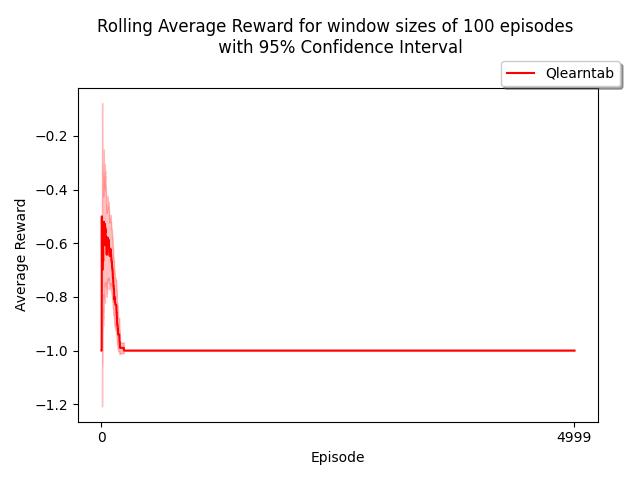 Rolling Average Reward for window sizes of 100 episodes
with 95% Confidence Interval
Qlearntab
−0.2
−0.4
−0.6
−0.8
−1.0
−1.2
Average Reward
0
4999
Episode